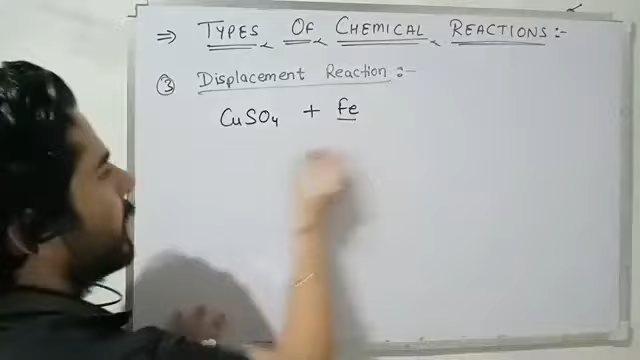 ⇒ TYPES OF CHEMICAL REACTIONS :-
③ Displacement Reaction :-
CuSO₄ + Fe